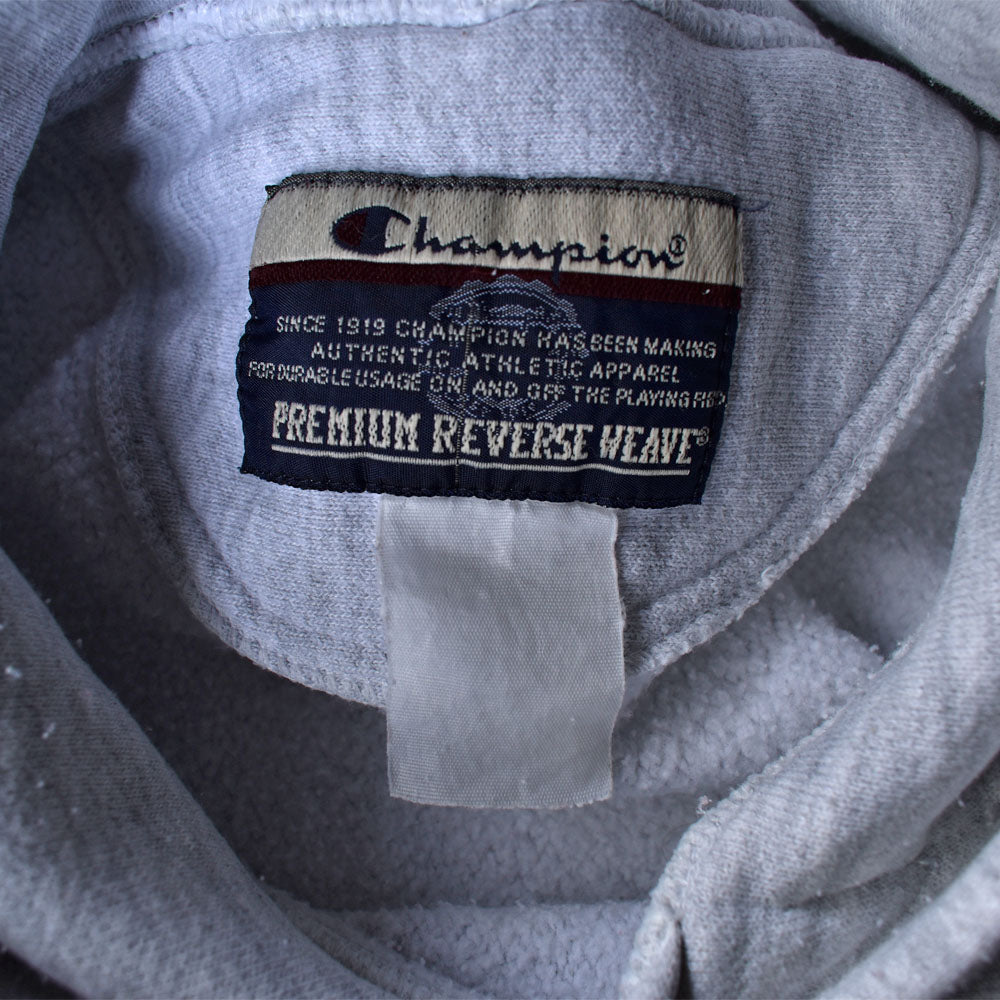 Champion®
SINCE 1919 CHAMPION HAS BEEN MAKING
AUTHENTIC ATHLETIC APPAREL
FOR DURABLE USAGE ON AND OFF THE PLAYING FIELD
PREMIUM REVERSE WEAVE®